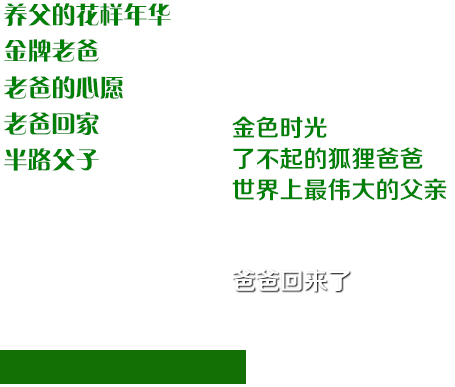 养父的花样年华
金牌老爸
老爸的心愿
老爸回家
半路父子
金色时光
了不起的狐狸爸爸
世界上最伟大的父亲
爸爸回来了